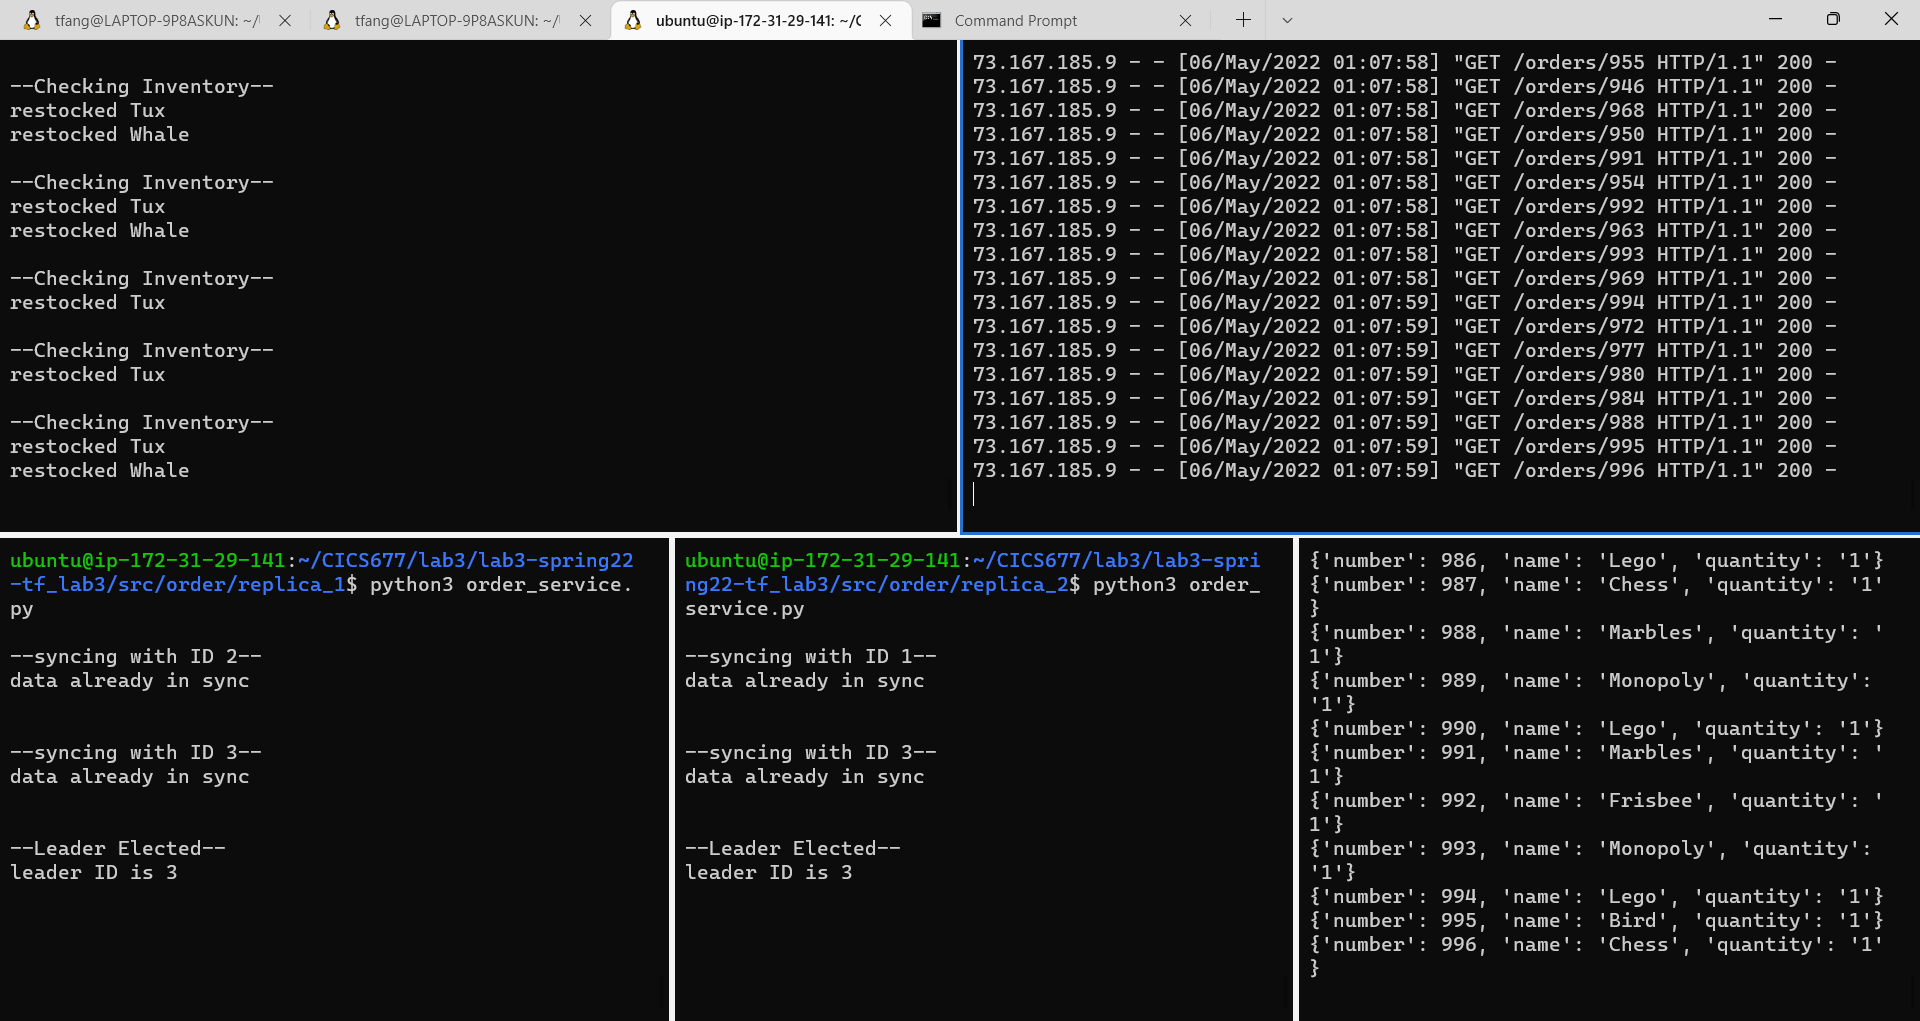 tfang@LAPTOP-9P8ASKUN: ~/
tfang@LAPTOP-9P8ASKUN: ~/
ubuntu@ip-172-31-29-141: ~/C
Command Prompt
--Checking Inventory--
restocked Tux
restocked Whale
--Checking Inventory--
restocked Tux
restocked Whale
--Checking Inventory--
restocked Tux
--Checking Inventory--
restocked Tux
--Checking Inventory--
restocked Tux
restocked Whale
73.167.185.9 - - [06/May/2022 01:07:58] "GET /orders/955 HTTP/1.1" 200 -
73.167.185.9 - - [06/May/2022 01:07:58] "GET /orders/946 HTTP/1.1" 200 -
73.167.185.9 - - [06/May/2022 01:07:58] "GET /orders/968 HTTP/1.1" 200 -
73.167.185.9 - - [06/May/2022 01:07:58] "GET /orders/950 HTTP/1.1" 200 -
73.167.185.9 - - [06/May/2022 01:07:58] "GET /orders/991 HTTP/1.1" 200 -
73.167.185.9 - - [06/May/2022 01:07:58] "GET /orders/954 HTTP/1.1" 200 -
73.167.185.9 - - [06/May/2022 01:07:58] "GET /orders/992 HTTP/1.1" 200 -
73.167.185.9 - - [06/May/2022 01:07:58] "GET /orders/963 HTTP/1.1" 200 -
73.167.185.9 - - [06/May/2022 01:07:58] "GET /orders/993 HTTP/1.1" 200 -
73.167.185.9 - - [06/May/2022 01:07:58] "GET /orders/969 HTTP/1.1" 200 -
73.167.185.9 - - [06/May/2022 01:07:59] "GET /orders/994 HTTP/1.1" 200 -
73.167.185.9 - - [06/May/2022 01:07:59] "GET /orders/972 HTTP/1.1" 200 -
73.167.185.9 - - [06/May/2022 01:07:59] "GET /orders/977 HTTP/1.1" 200 -
73.167.185.9 - - [06/May/2022 01:07:59] "GET /orders/980 HTTP/1.1" 200 -
73.167.185.9 - - [06/May/2022 01:07:59] "GET /orders/984 HTTP/1.1" 200 -
73.167.185.9 - - [06/May/2022 01:07:59] "GET /orders/988 HTTP/1.1" 200 -
73.167.185.9 - - [06/May/2022 01:07:59] "GET /orders/995 HTTP/1.1" 200 -
73.167.185.9 - - [06/May/2022 01:07:59] "GET /orders/996 HTTP/1.1" 200 -
ubuntu@ip-172-31-29-141:~/CICS677/lab3/lab3-spring22
-tf_lab3/src/order/replica_1$ python3 order_service.
py
--syncing with ID 2--
data already in sync
--syncing with ID 3--
data already in sync
--Leader Elected--
leader ID is 3
ubuntu@ip-172-31-29-141:~/CICS677/lab3/lab3-spri
ng22-tf_lab3/src/order/replica_2$ python3 order_
service.py
--syncing with ID 1--
data already in sync
--syncing with ID 3--
data already in sync
--Leader Elected--
leader ID is 3
{'number': 986, 'name': 'Lego', 'quantity': '1'}
{'number': 987, 'name': 'Chess', 'quantity': '1'
}
{'number': 988, 'name': 'Marbles', 'quantity': '
1'}
{'number': 989, 'name': 'Monopoly', 'quantity':
'1'}
{'number': 990, 'name': 'Lego', 'quantity': '1'}
{'number': 991, 'name': 'Marbles', 'quantity': '
1'}
{'number': 992, 'name': 'Frisbee', 'quantity': '
1'}
{'number': 993, 'name': 'Monopoly', 'quantity':
'1'}
{'number': 994, 'name': 'Lego', 'quantity': '1'}
{'number': 995, 'name': 'Bird', 'quantity': '1'}
{'number': 996, 'name': 'Chess', 'quantity': '1'
}